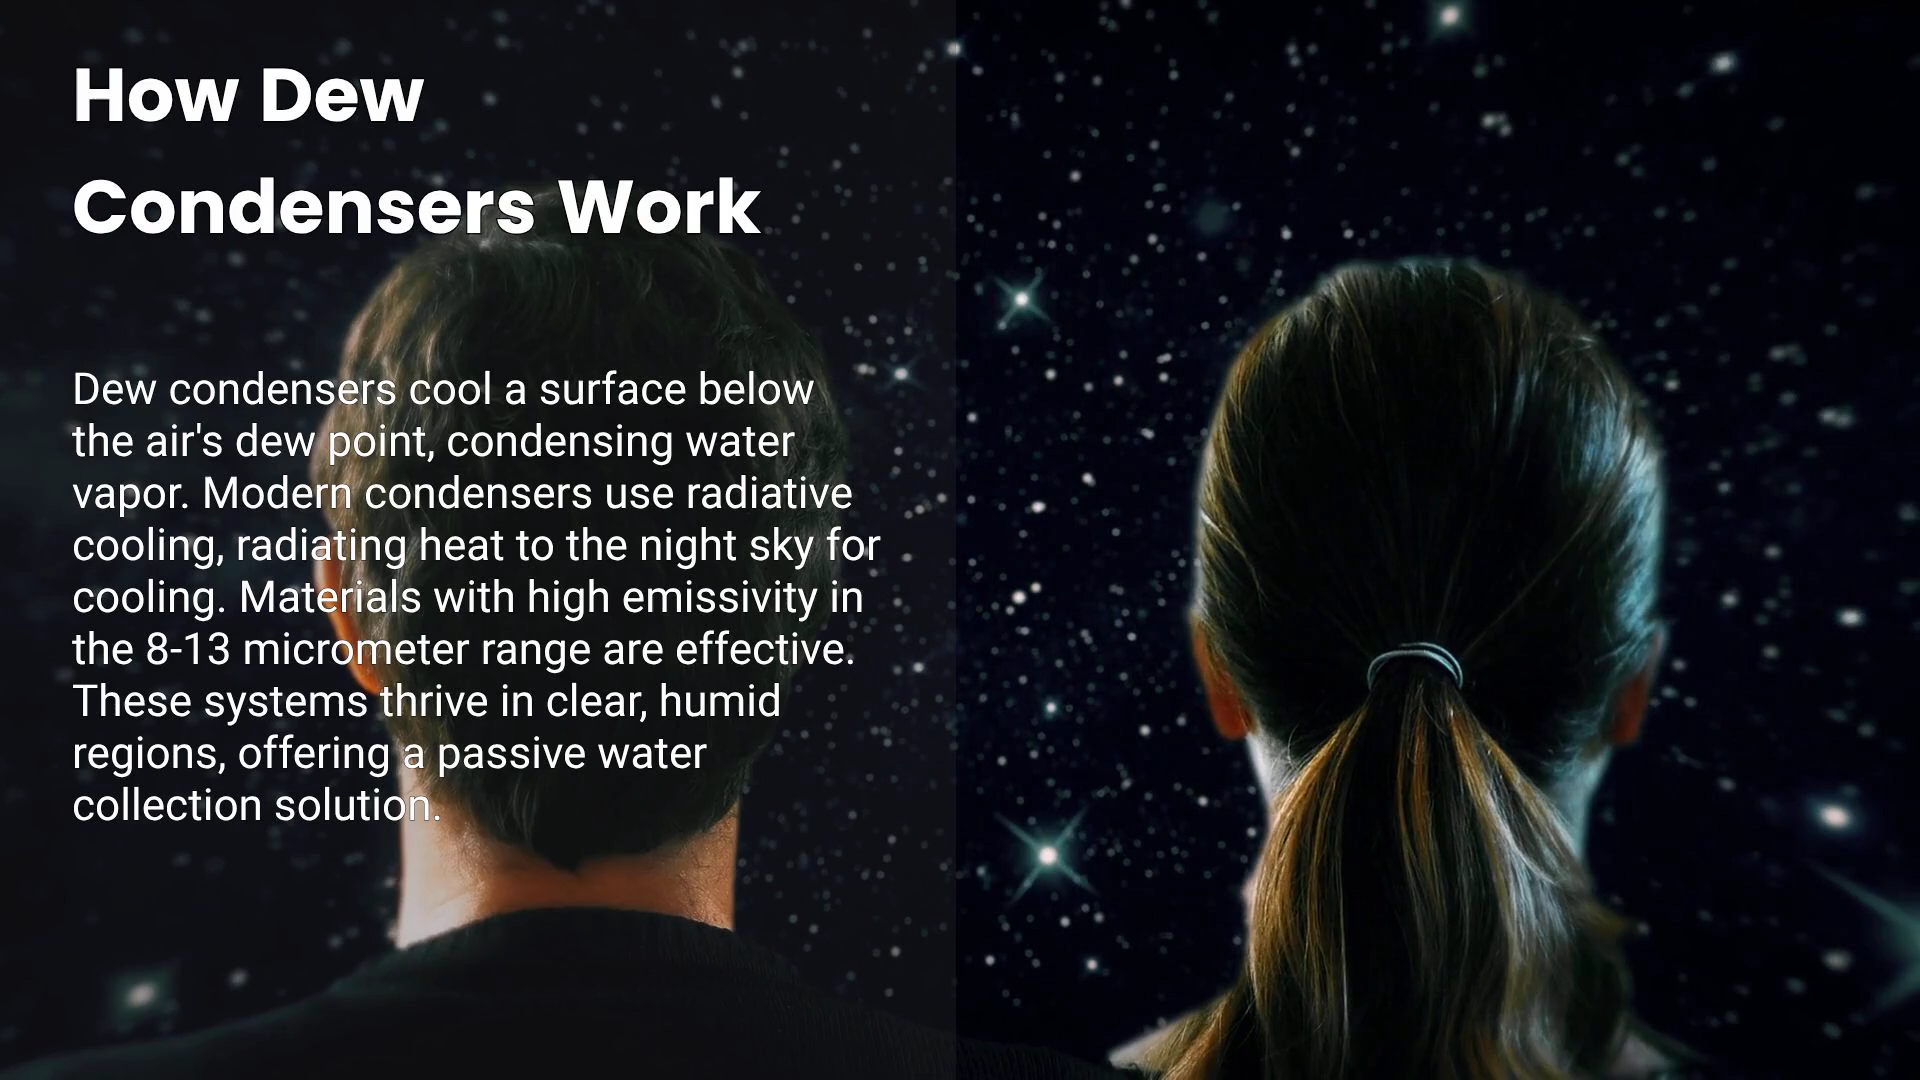 How Dew
Condensers Work
Dew condensers cool a surface below
the air's dew point, condensing water
vapor. Modern condensers use radiative
cooling, radiating heat to the night sky for
cooling. Materials with high emissivity in
the 8-13 micrometer range are effective.
These systems thrive in clear, humid
regions, offering a passive water
collection solution.